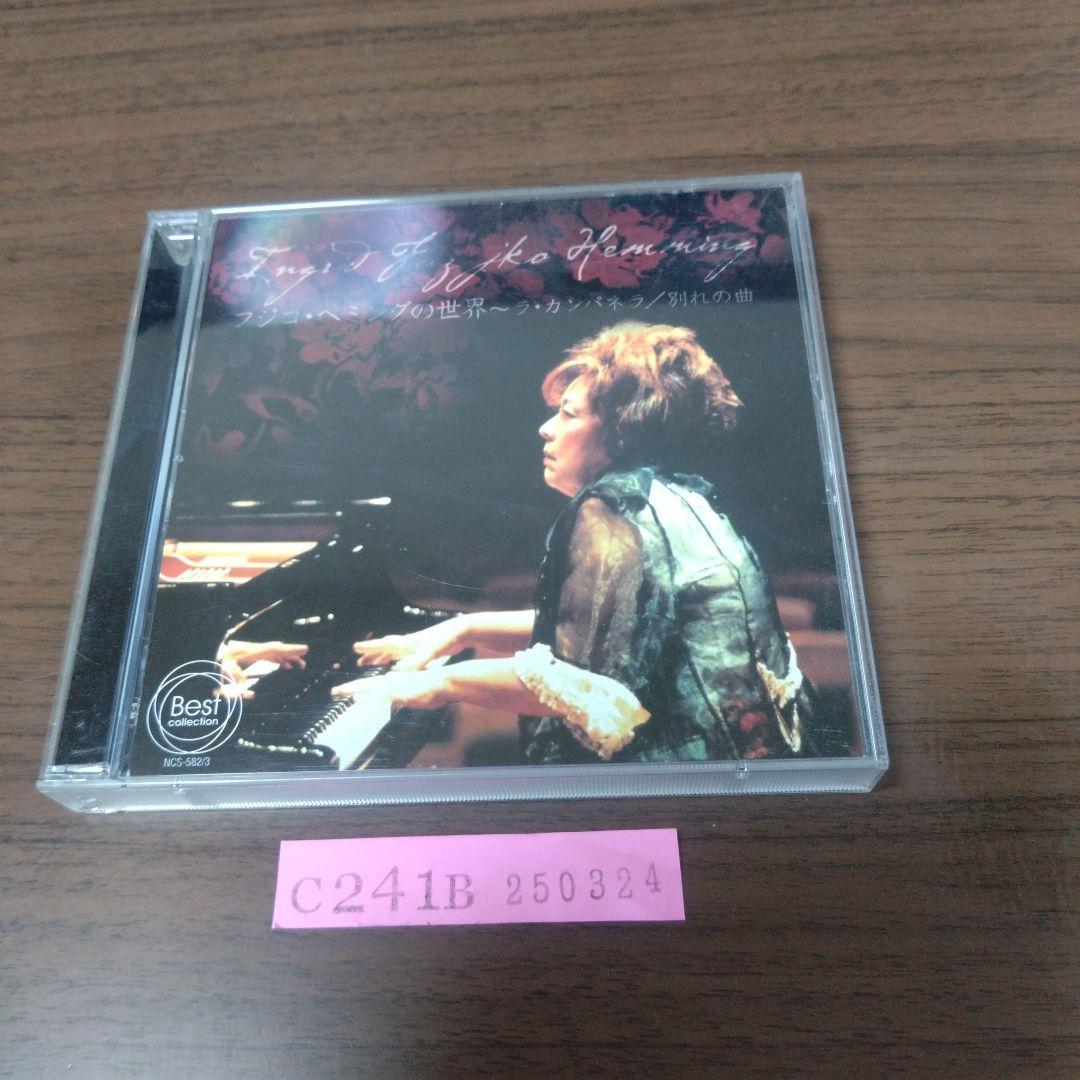 Ingrid Fuzjko Hemming
フジコ・ヘミングの世界～ラ・カンパネラ/別れの曲
Best
collection
NCS-582/3
C241B 250324